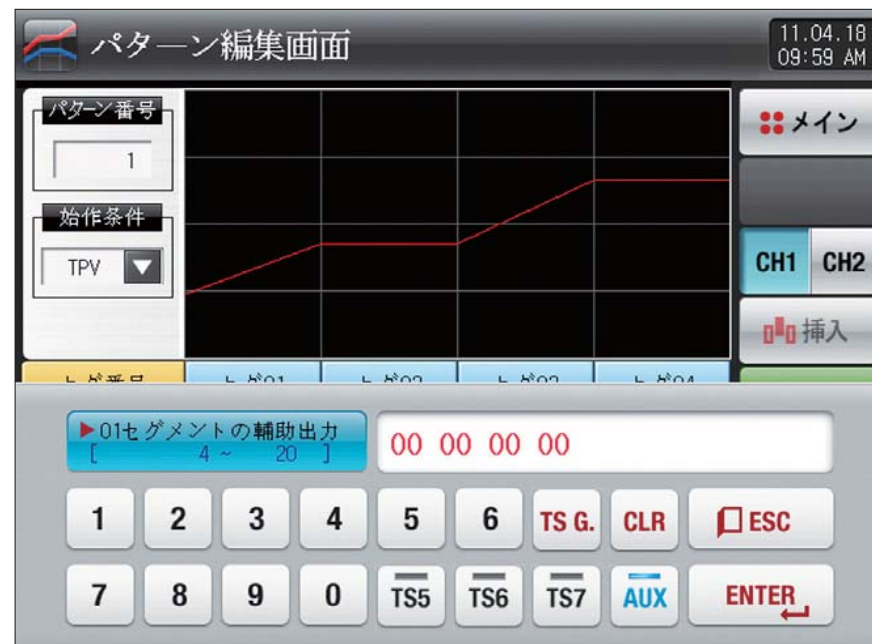 パターン編集画面
11.04.18
09:59 AM
パターン番号
1
始作条件
TPV
メイン
CH1 CH2
挿入
▶01セグメントの輔助出力
[ 4 ~ 20 ]
00 00 00 00
1 2 3 4 5 6 TS G. CLR ESC
7 8 9 0 TS5 TS6 TS7 AUX ENTER